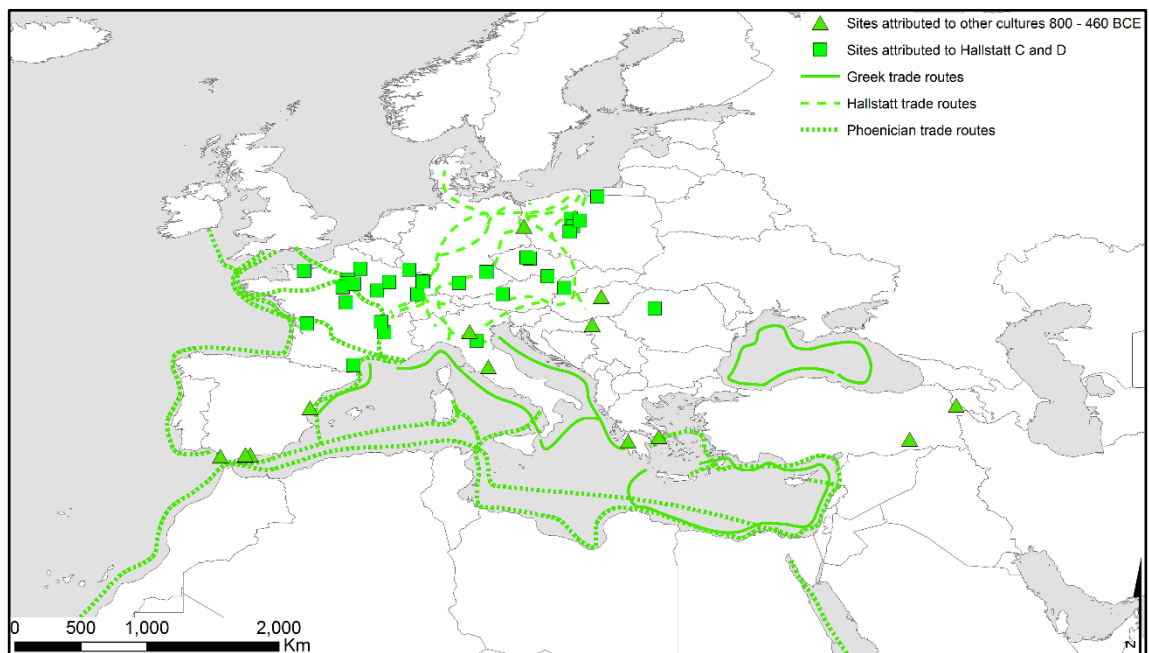 Sites attributed to other cultures 800 - 460 BCE
Sites attributed to Hallstatt C and D
Greek trade routes
Hallstatt trade routes
Phoenician trade routes
0 500 1,000 2,000
Km
N